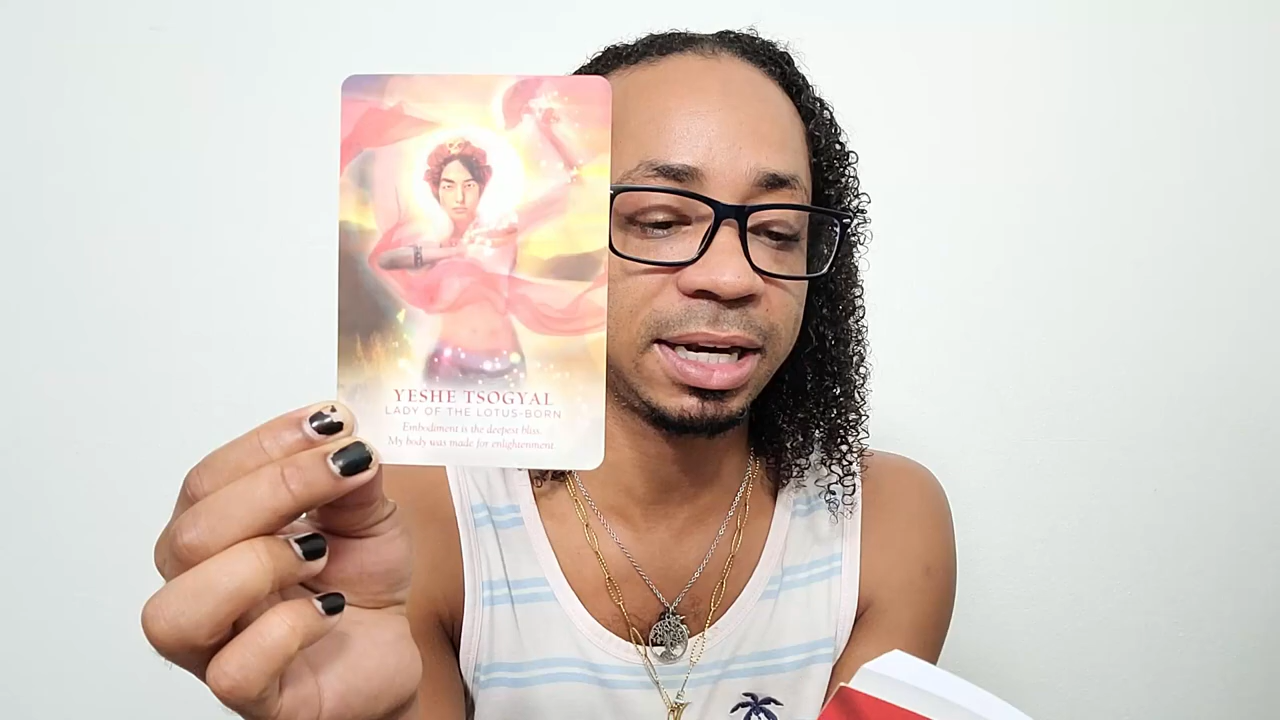 YESHE TSOGYAL
LADY OF THE LOTUS-BORN
Embodiment is the deepest bliss.
My body was made for enlightenment.